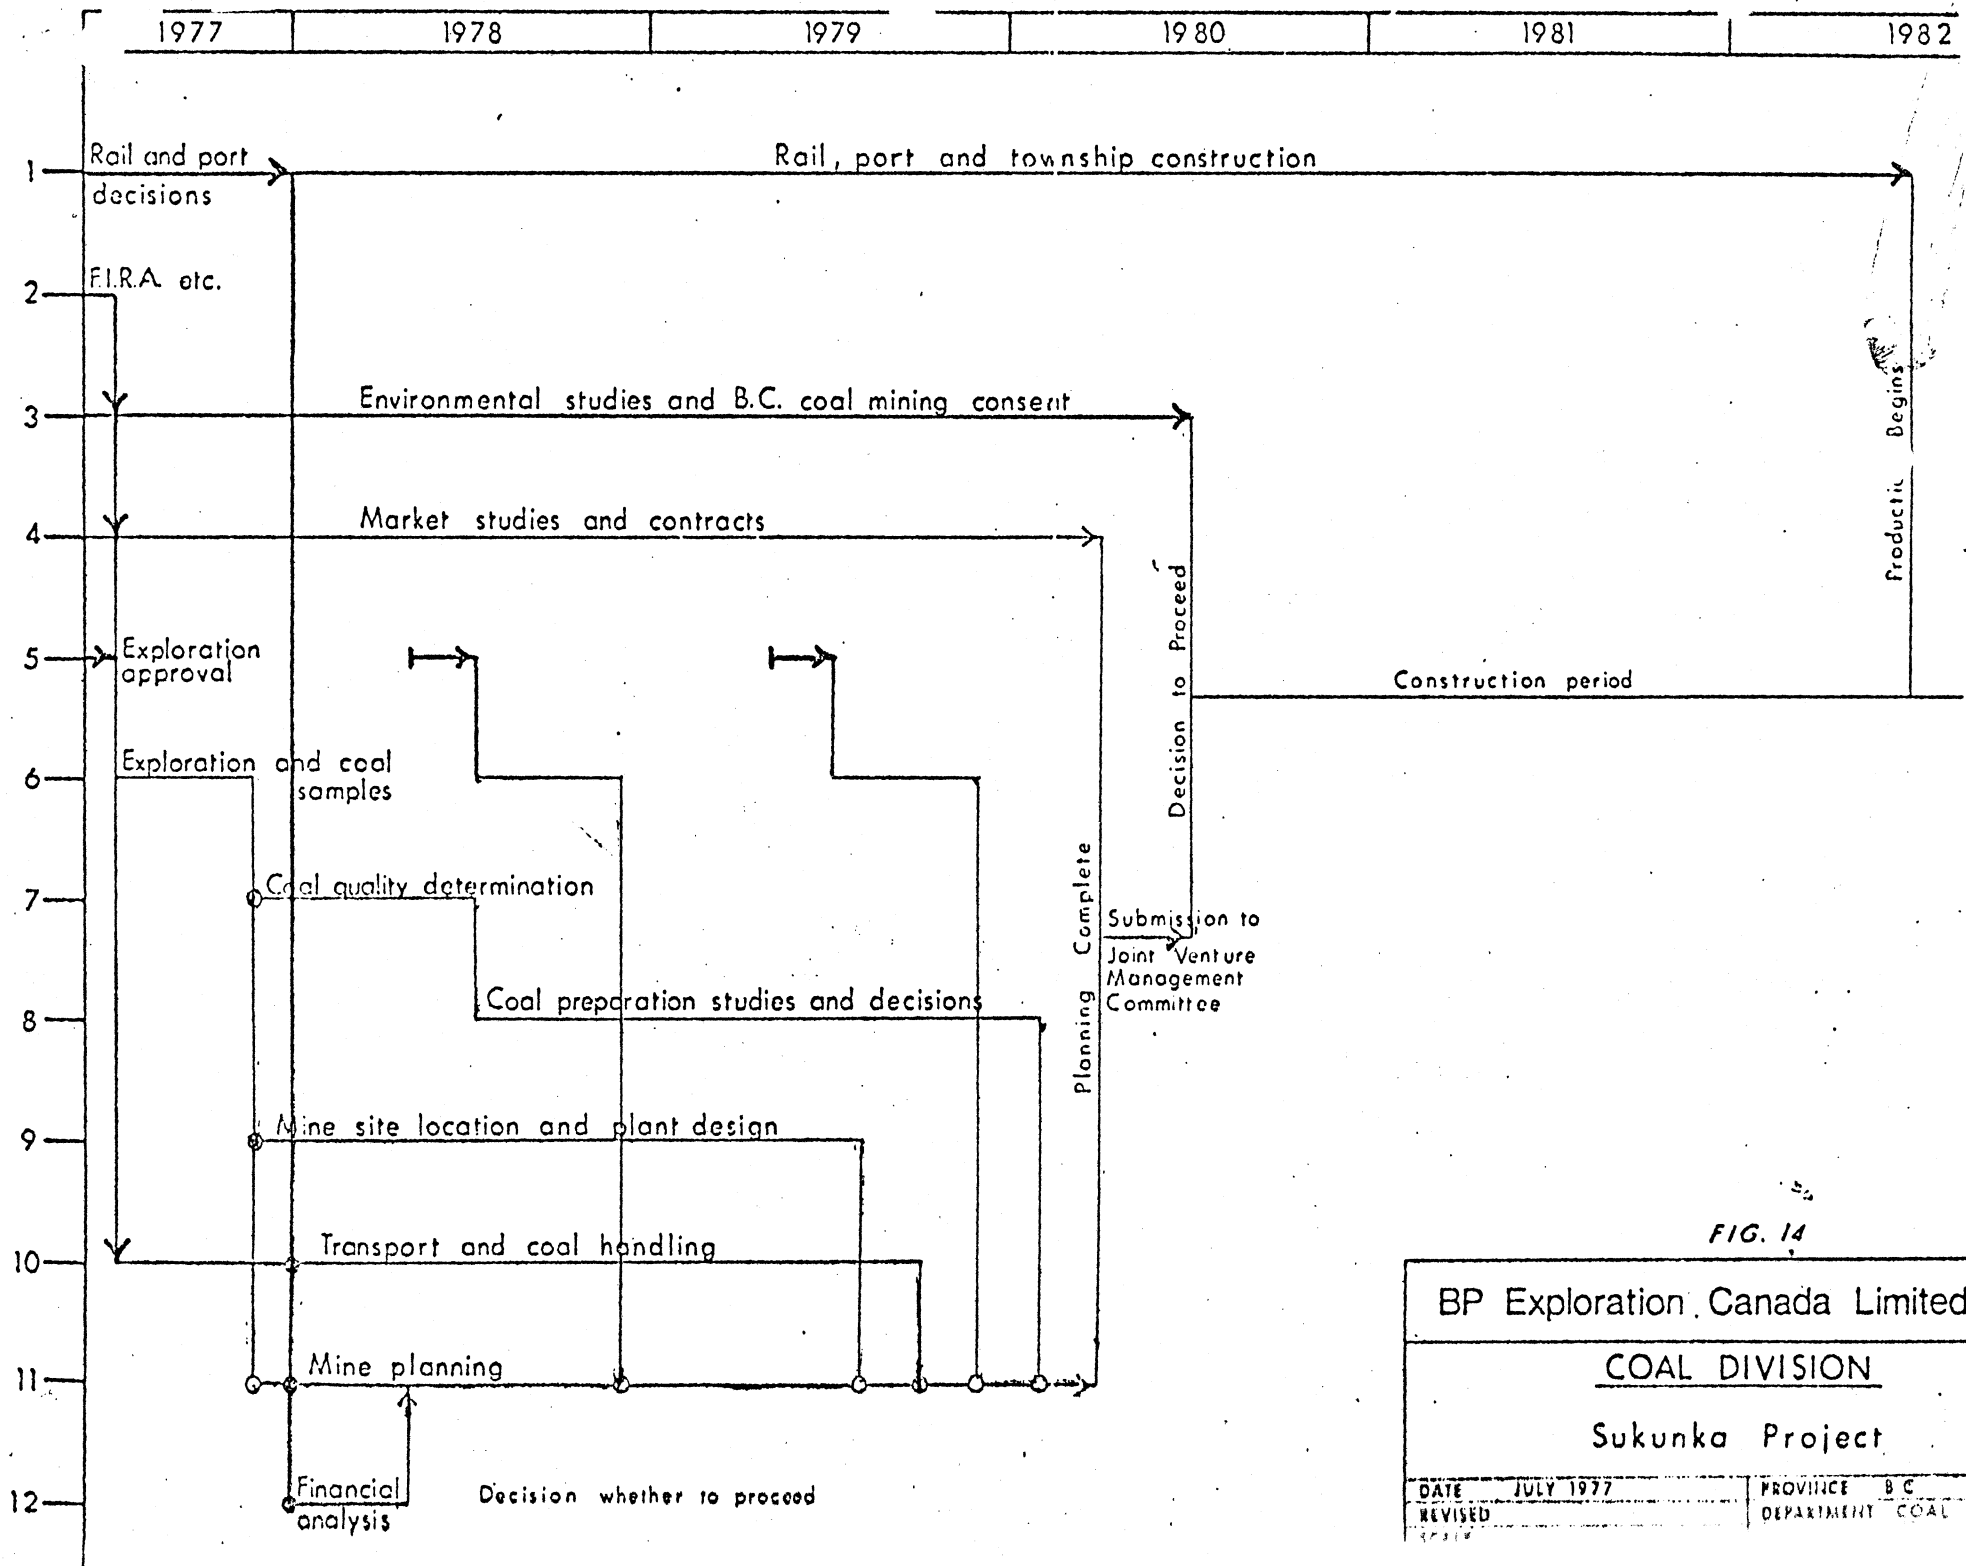 1977 1978 1979 1980 1981 1982
1 Rail and port
decisions
Rail, port and township construction
2 F.I.R.A. etc.
3 Environmental studies and B.C. coal mining consent
4 Market studies and contracts
5 Exploration
approval
6 Exploration and coal
samples
7 Coal quality determination
8 Coal preparation studies and decisions
9 Mine site location and plant design
10 Transport and coal handling
11 Mine planning
12 Financial
analysis
Decision whether to proceed
Planning Complete
Submission to
Joint Venture
Management
Committee
Decision to Proceed
Construction period
Begins
FIG. 14
BP Exploration Canada Limited
COAL DIVISION
Sukunka Project
DATE JULY 1977
PROVINCE B C
REVISED
DEPARTMENT COAL